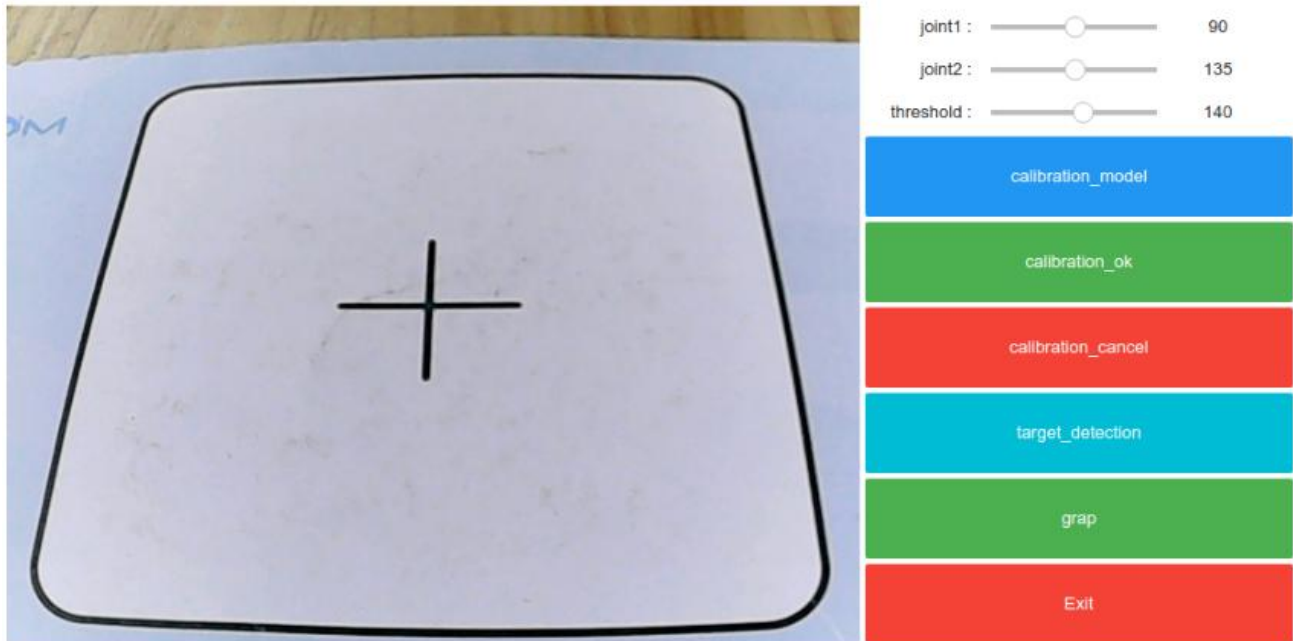 joint1 : 90
joint2 : 135
threshold : 140
calibration_model
calibration_ok
calibration_cancel
target_detection
grap
Exit